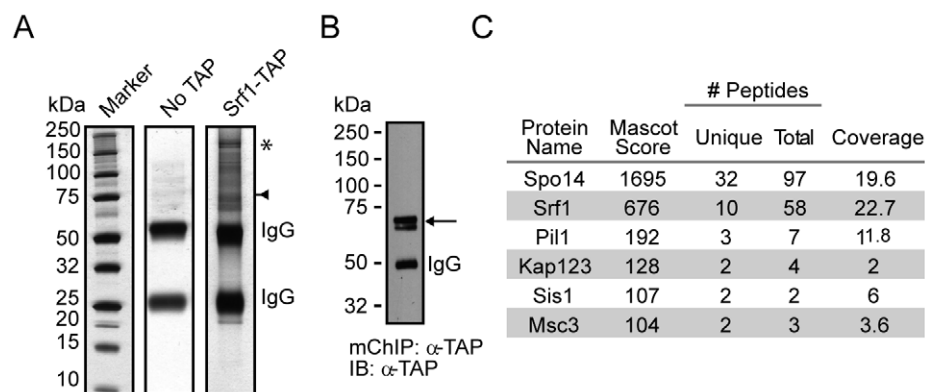 A
kDa
Marker
No TAP
Srf1-TAP
250
150
100
75
50
32
25
20
15
10
*
IgG
IgG
B
kDa
250
150
100
75
50
32
IgG
mChIP: α-TAP
IB: α-TAP
C
# Peptides
Protein Name Mascot Score Unique Total Coverage
Spo14 1695 32 97 19.6
Srf1 676 10 58 22.7
Pil1 192 3 7 11.8
Kap123 128 2 4 2
Sis1 107 2 2 6
Msc3 104 2 3 3.6